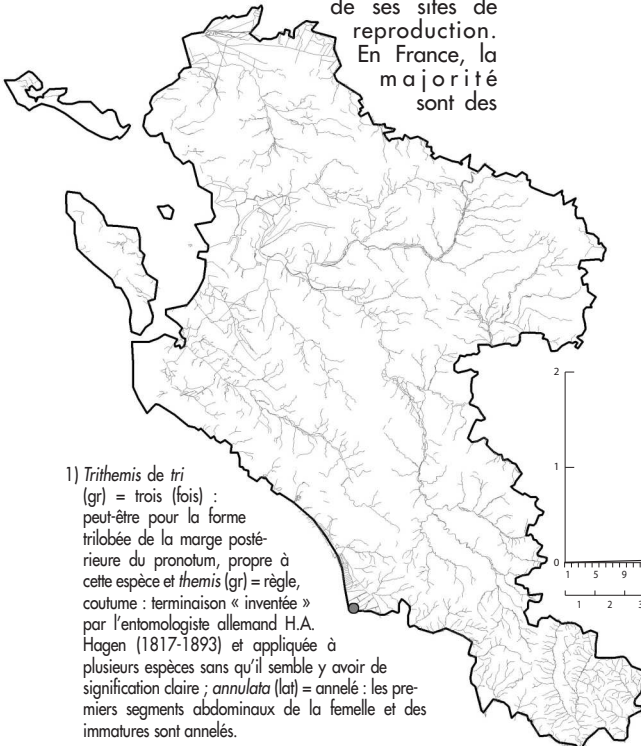 de ses sites de
reproduction.
En France, la
majorité
sont des
2
1
0
1 5 9
1 2 3
1) Trithemis de tri
(gr) = trois (fois) :
peut-être pour la forme
trilobée de la marge posté-
rieure du pronotum, propre à
cette espèce et themis (gr) = règle,
coutume : terminaison « inventée »
par l'entomologiste allemand H.A.
Hagen (1817-1893) et appliquée à
plusieurs espèces sans qu'il semble y avoir de
signification claire ; annulata (lat) = annelé : les pre-
miers segments abdominaux de la femelle et des
immatures sont annelés.